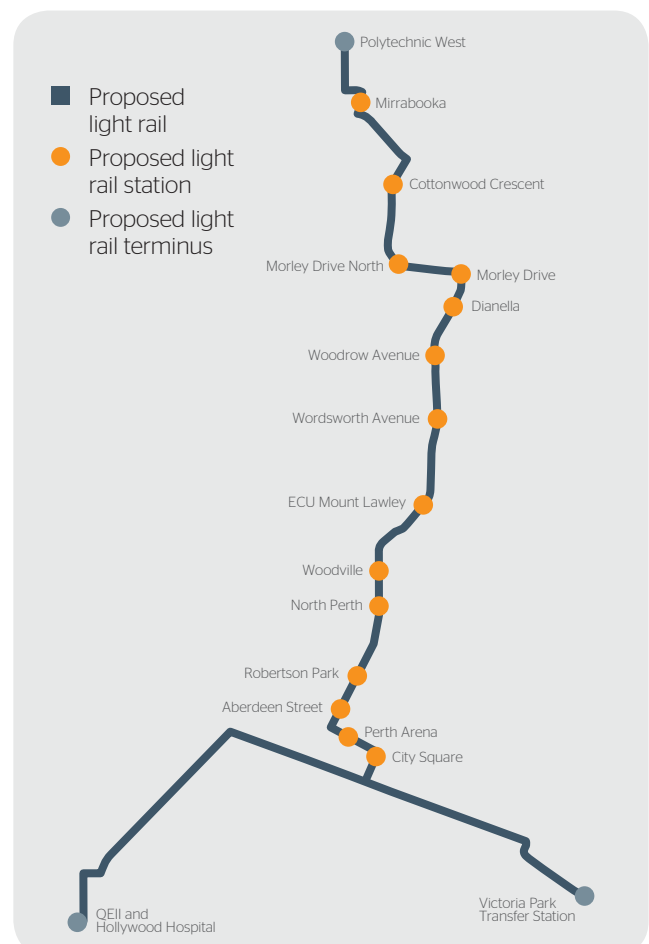 Polytechnic West
Proposed
light rail
Mirrabooka
Proposed light
rail station
Cottonwood Crescent
Proposed light
rail terminus
Morley Drive North
Morley Drive
Dianella
Woodrow Avenue
Wordsworth Avenue
ECU Mount Lawley
Woodville
North Perth
Robertson Park
Aberdeen Street
Perth Arena
City Square
QEII and
Hollywood Hospital
Victoria Park
Transfer Station